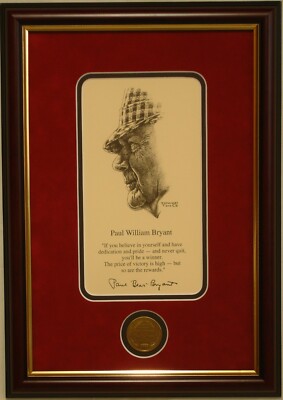 Paul William Bryant
"If you believe in yourself and have
dedication and pride — and never quit,
you'll be a winner.
The price of victory is high — but
so are the rewards."
Paul "Bear" Bryant